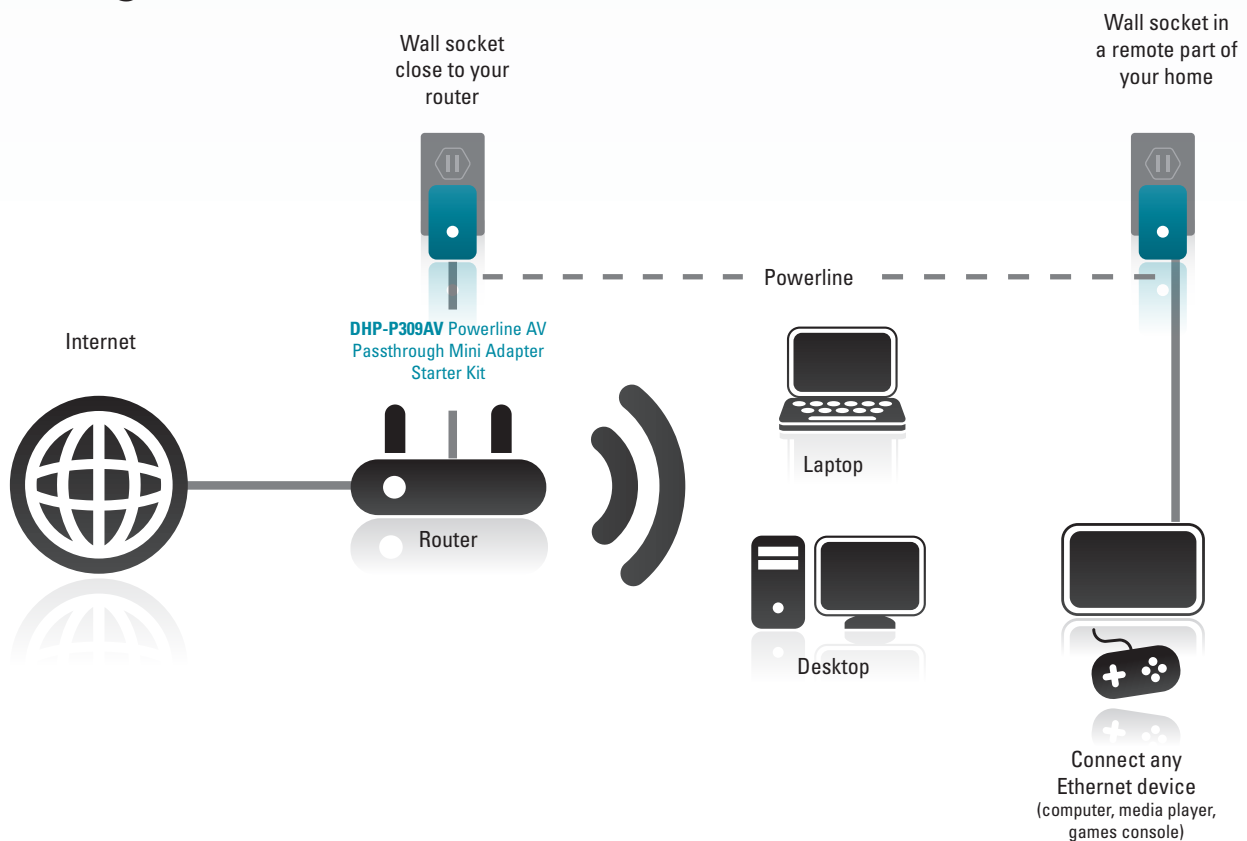 Wall socket
close to your
router
Wall socket in
a remote part of
your home
Powerline
DHP-P309AV Powerline AV
Passthrough Mini Adapter
Starter Kit
Internet
Laptop
Router
Desktop
Connect any
Ethernet device
(computer, media player,
games console)